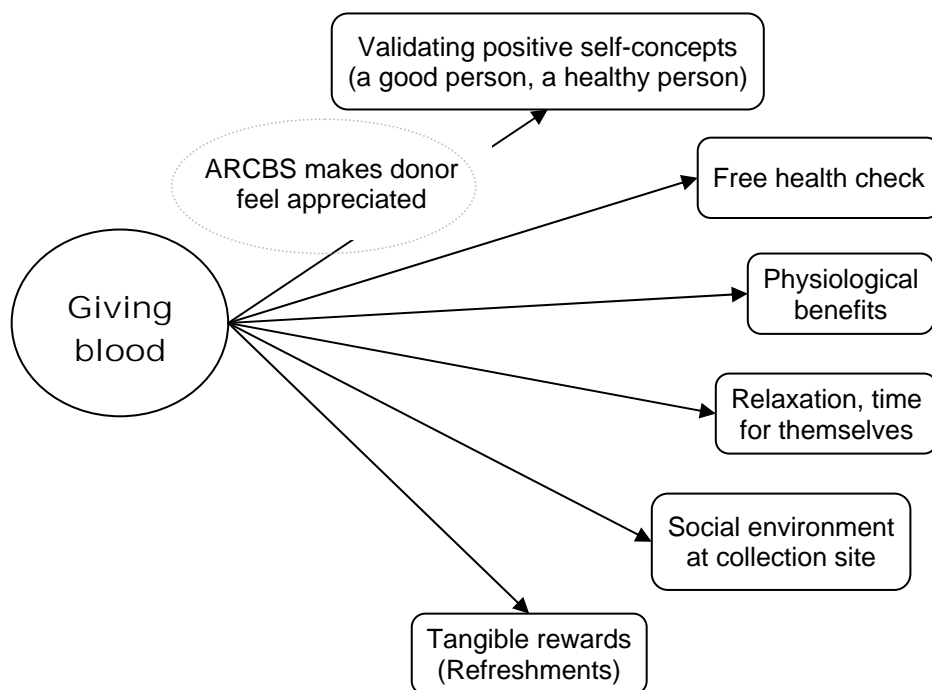 Validating positive self-concepts
(a good person, a healthy person)
ARCBS makes donor
feel appreciated
Free health check
Giving
blood
Physiological
benefits
Relaxation, time
for themselves
Social environment
at collection site
Tangible rewards
(Refreshments)